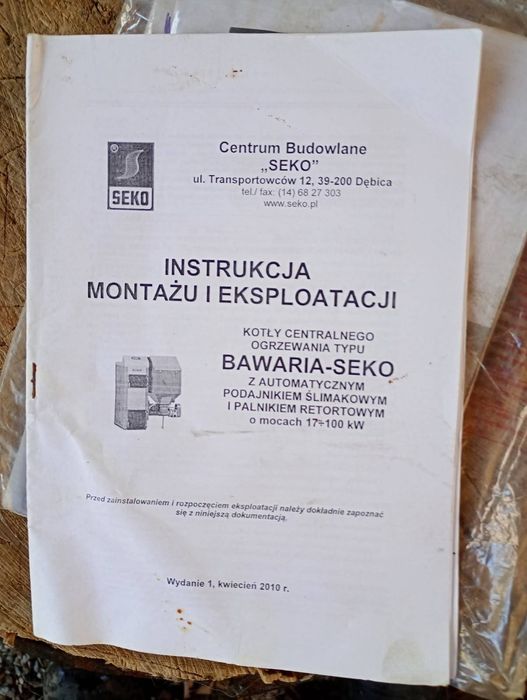 SEKO
Centrum Budowlane
„SEKO”
ul. Transportowców 12, 39-200 Dębica
tel./ fax: (14) 68 27 303
www.seko.pl
INSTRUKCJA
MONTAŻU I EKSPLOATACJI
KOTŁY CENTRALNEGO
OGRZEWANIA TYPU
BAWARIA-SEKO
Z AUTOMATYCZNYM
PODAJNIKIEM ŚLIMAKOWYM
I PALNIKIEM RETORTOWYM
o mocach 17÷100 kW
Przed zainstalowaniem i rozpoczęciem eksploatacji należy dokładnie zapoznać
się z niniejszą dokumentacją.
Wydanie 1, kwiecień 2010 r.